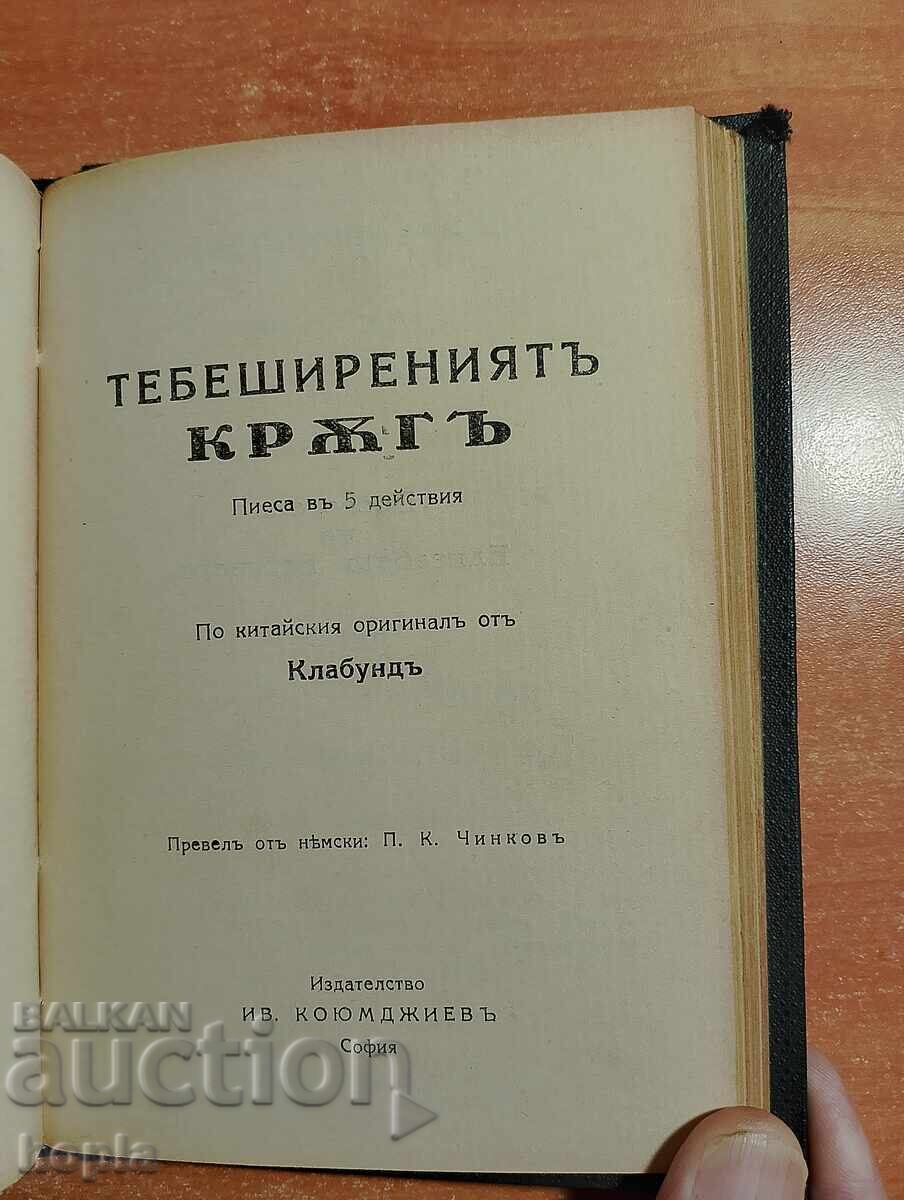 ТЕБЕШИРЕНИЯТЪ
КРѪГЪ
Пиеса въ 5 действия
По китайския оригиналъ отъ
Клабундъ
Превелъ отъ нѣмски: П. К. Чинковъ
Издателство
ИВ. КОЮМДЖИЕВЪ
София
BALKAN
auction
hopla